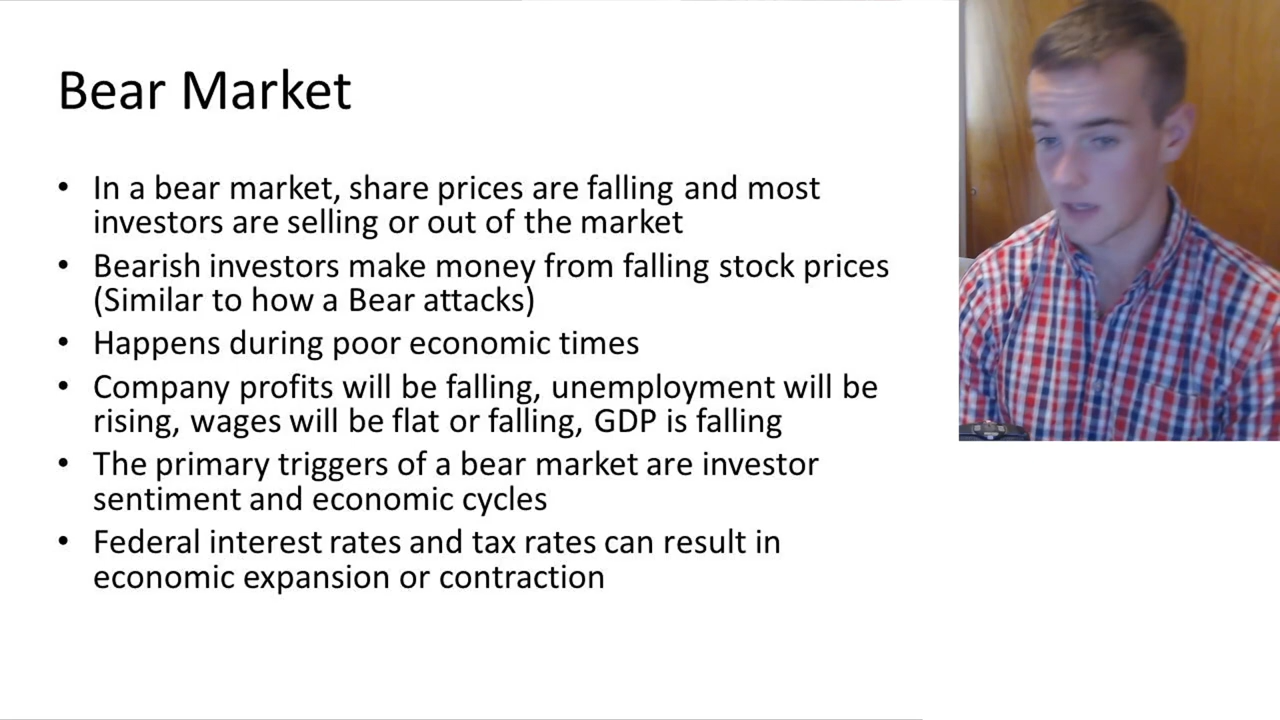 Bear Market
• In a bear market, share prices are falling and most
investors are selling or out of the market
• Bearish investors make money from falling stock prices
(Similar to how a Bear attacks)
• Happens during poor economic times
• Company profits will be falling, unemployment will be
rising, wages will be flat or falling, GDP is falling
• The primary triggers of a bear market are investor
sentiment and economic cycles
• Federal interest rates and tax rates can result in
economic expansion or contraction